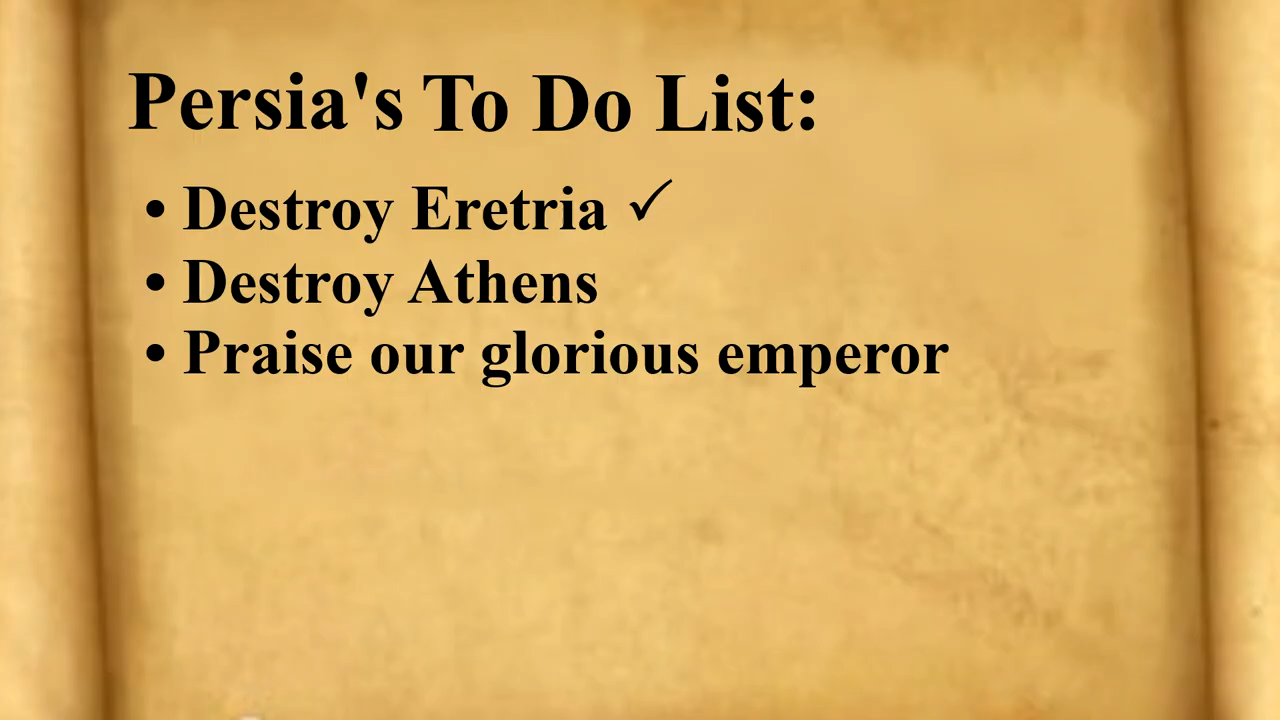 Persia's To Do List:
• Destroy Eretria ✓
• Destroy Athens
• Praise our glorious emperor